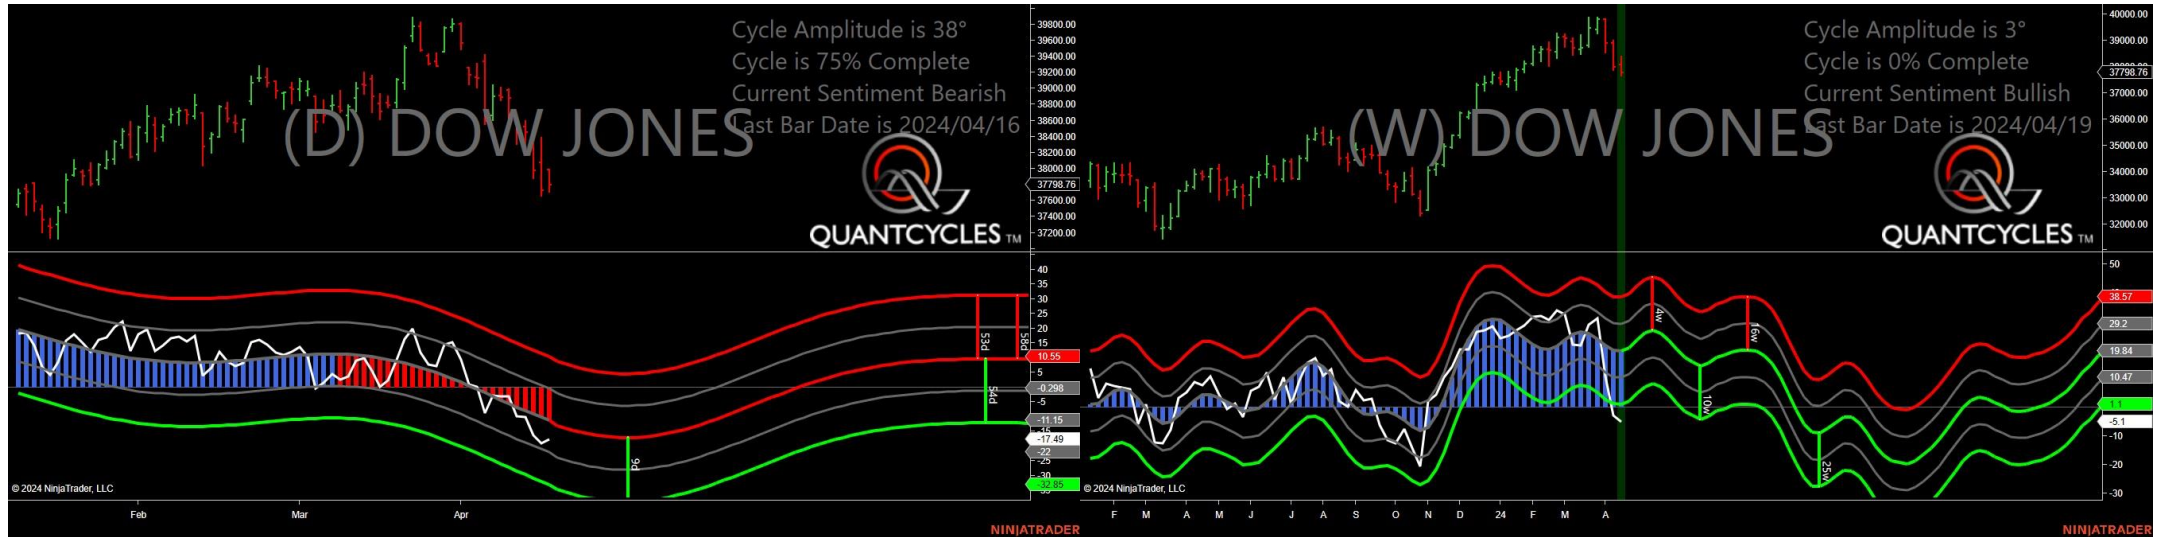 Cycle Amplitude is 38°
Cycle is 75% Complete
Current Sentiment Bearish
Last Bar Date is 2024/04/16
(D) DOW JONES
QUANTCYCLES TM
39800.00
39600.00
39400.00
39200.00
39000.00
38800.00
38600.00
38400.00
38200.00
38000.00
37798.76
37600.00
37400.00
37200.00
40
35
30
25
20
15
10.55
5
-0.298
-5
-11.15
-15
-17.49
-22
-25
-30
-32.85
-35
53d
58d
54d
9d
© 2024 NinjaTrader, LLC
Feb Mar Apr
NINJATRADER
Cycle Amplitude is 3°
Cycle is 0% Complete
Current Sentiment Bullish
Last Bar Date is 2024/04/19
(W) DOW JONES
QUANTCYCLES TM
40000.00
39000.00
38000.00
37798.76
36000.00
35000.00
34000.00
33000.00
32000.00
50
38.57
29.2
19.84
10.47
1.1
-5.1
-10
-20
-30
4w
16w
10w
25w
© 2024 NinjaTrader, LLC
F M A M J J A S O N D 24 F M A
NINJATRADER